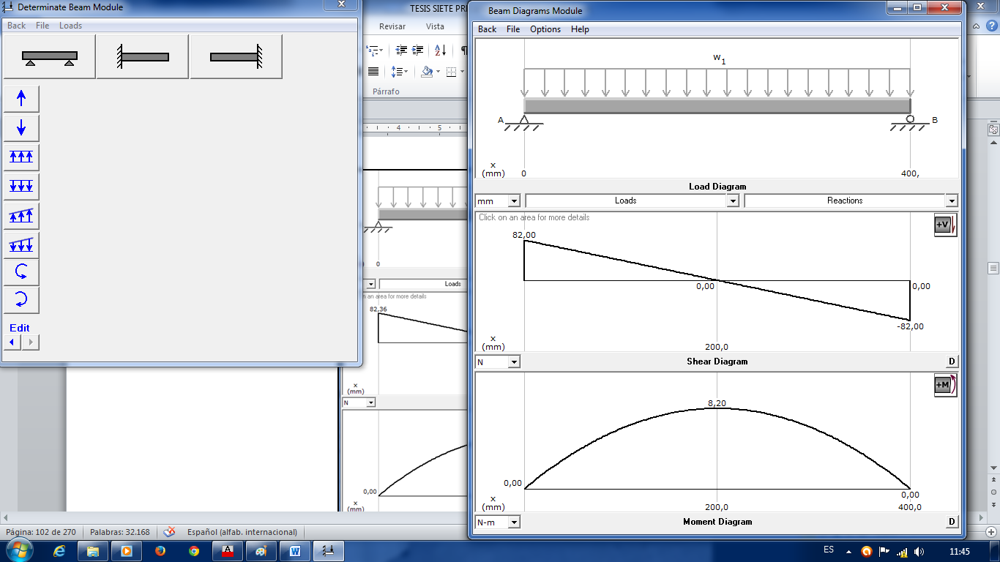 Determinate Beam Module
Back File Loads
Edit
TESIS SIETE PR
Revisar Vista
Párrafo
4 5
0
Loads
n an area for more details
82,36
x
(mm)
N
0,00
x
(mm)
Beam Diagrams Module
Back File Options Help
w1
A B
x
(mm) 0 400,
Load Diagram
mm Loads Reactions
Click on an area for more details
+V
82,00
0,00 0,00
-82,00
x
(mm) 200,0
N Shear Diagram D
+M
8,20
0,00 0,00
x
(mm) 200,0 400,0
N-m Moment Diagram D
Página: 102 de 270 Palabras: 32.168 Español (alfab. internacional)
ES 11:45